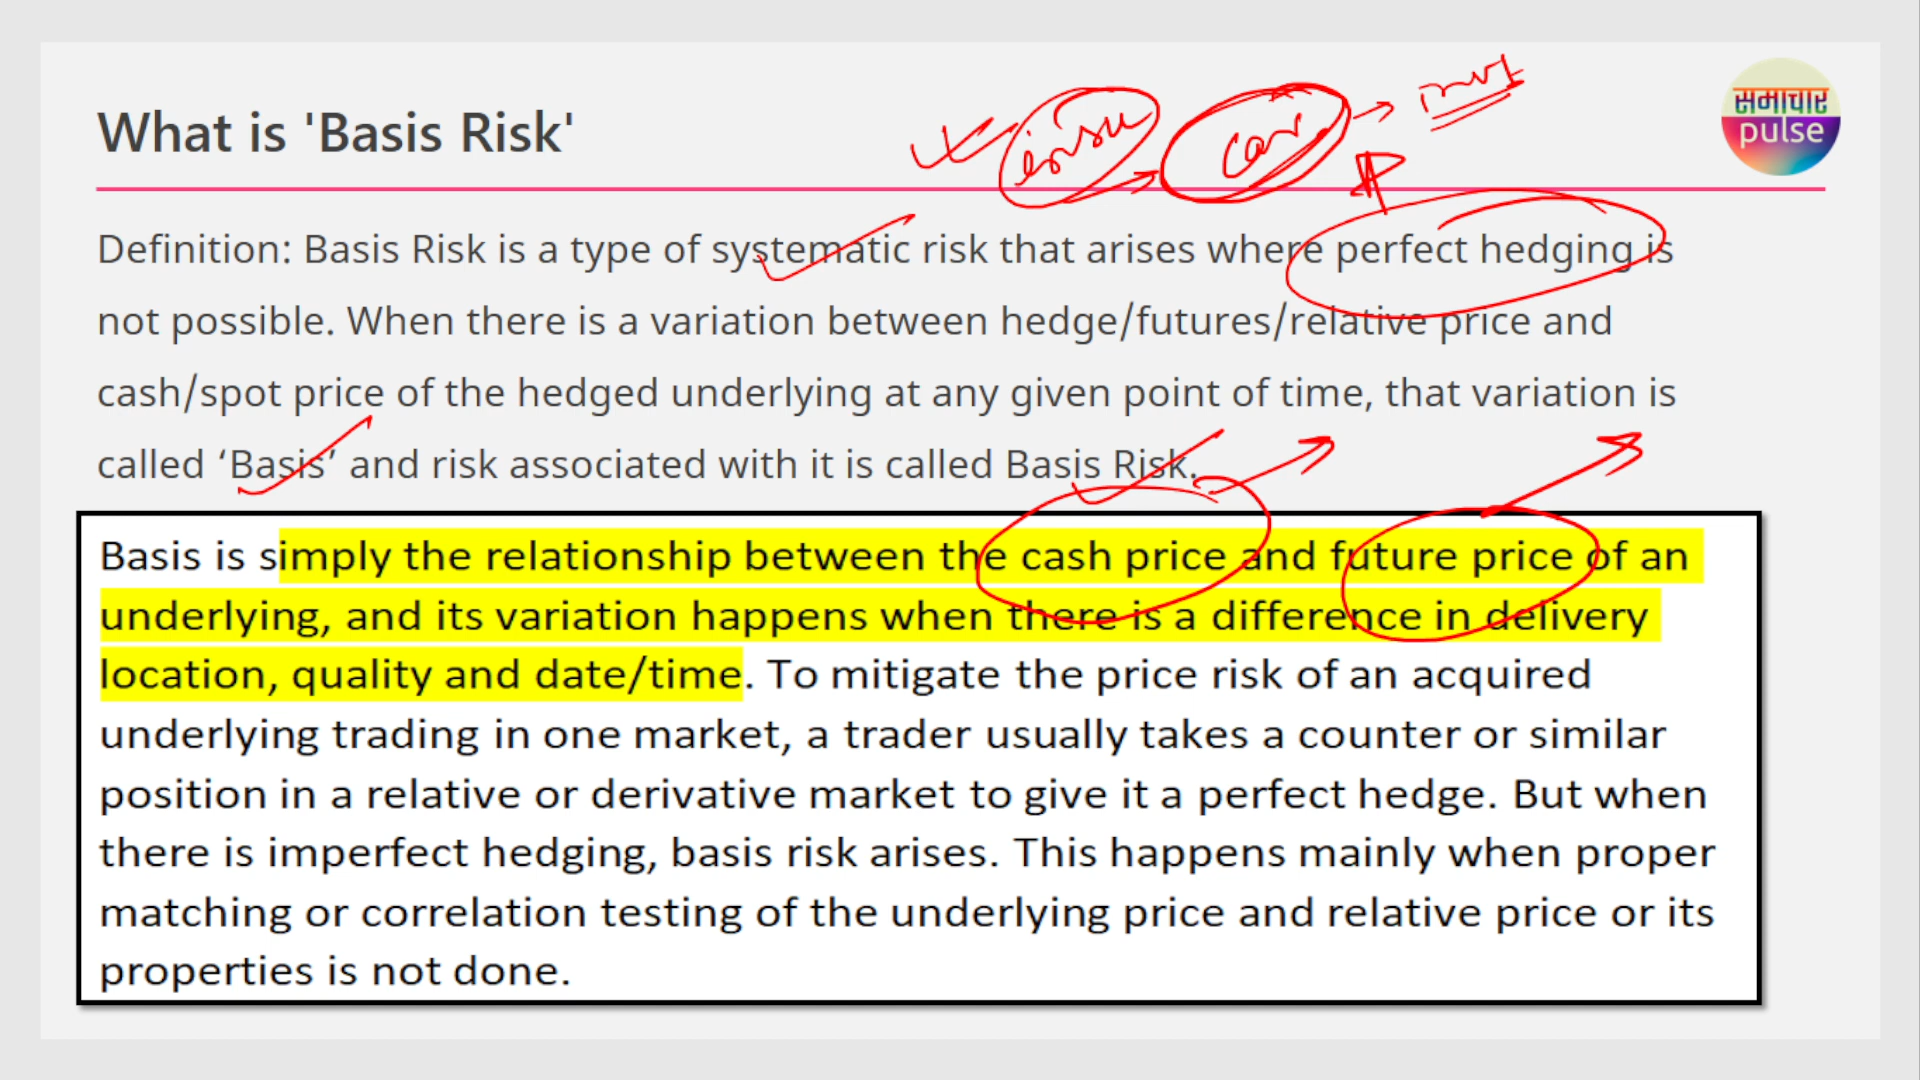 What is 'Basis Risk'
समाचार
pulse
Definition: Basis Risk is a type of systematic risk that arises where perfect hedging is
not possible. When there is a variation between hedge/futures/relative price and
cash/spot price of the hedged underlying at any given point of time, that variation is
called ‘Basis’ and risk associated with it is called Basis Risk.
Basis is simply the relationship between the cash price and future price of an
underlying, and its variation happens when there is a difference in delivery
location, quality and date/time. To mitigate the price risk of an acquired
underlying trading in one market, a trader usually takes a counter or similar
position in a relative or derivative market to give it a perfect hedge. But when
there is imperfect hedging, basis risk arises. This happens mainly when proper
matching or correlation testing of the underlying price and relative price or its
properties is not done.